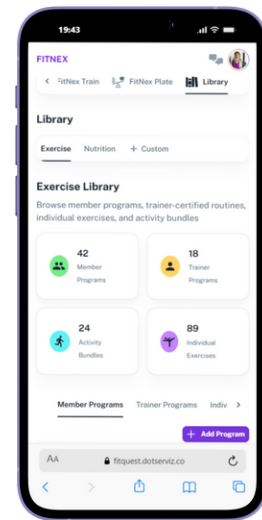 19:43
FITNEX
FitNex Train FitNex Plate Library
Library
Exercise Nutrition + Custom
Exercise Library
Browse member programs, trainer-certified routines,
individual exercises, and activity bundles
42
Member
Programs
18
Trainer
Programs
24
Activity
Bundles
89
Individual
Exercises
Member Programs Trainer Programs Indiv >
+ Add Program
AA fitquest.dotserviz.co